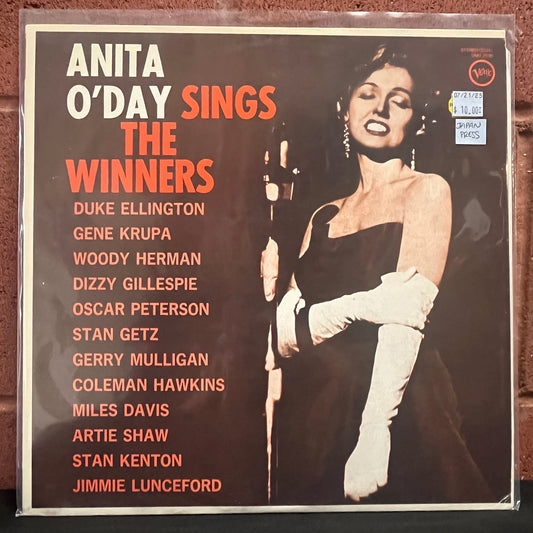 ANITA
O'DAY SINGS
THE
WINNERS
DUKE ELLINGTON
GENE KRUPA
WOODY HERMAN
DIZZY GILLESPIE
OSCAR PETERSON
STAN GETZ
GERRY MULLIGAN
COLEMAN HAWKINS
MILES DAVIS
ARTIE SHAW
STAN KENTON
JIMMIE LUNCEFORD
Verve
07/21/23
$ 10.00
JAPAN
PRESS